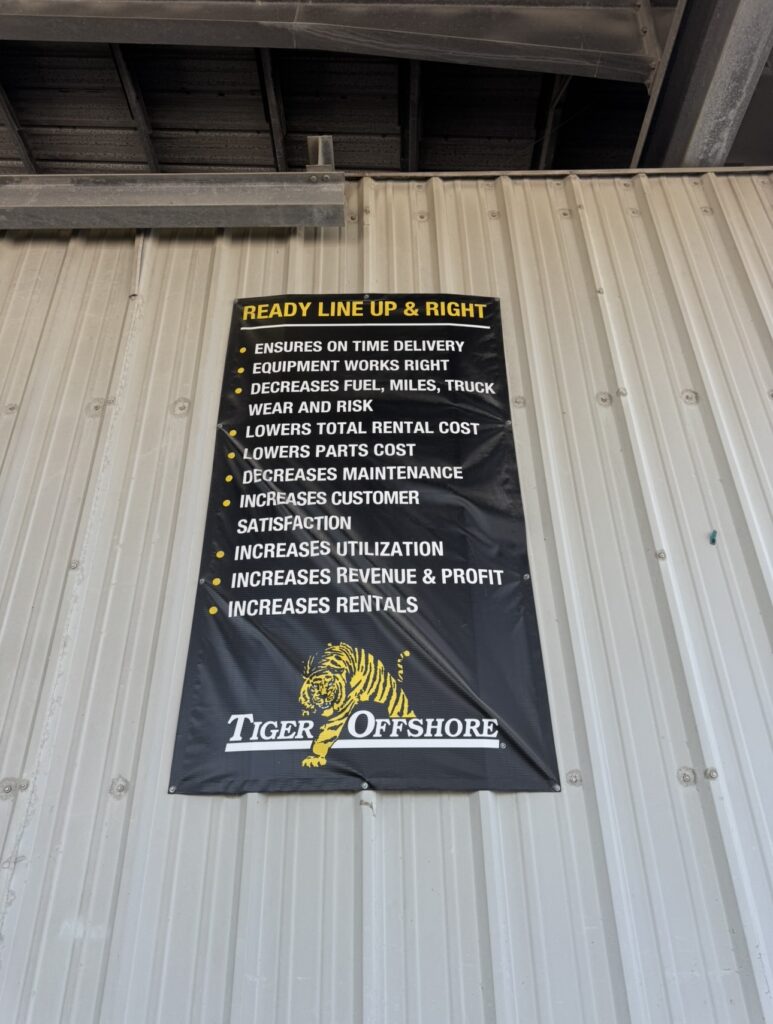 READY LINE UP & RIGHT
• ENSURES ON TIME DELIVERY
• EQUIPMENT WORKS RIGHT
• DECREASES FUEL, MILES, TRUCK
WEAR AND RISK
• LOWERS TOTAL RENTAL COST
• LOWERS PARTS COST
• DECREASES MAINTENANCE
• INCREASES CUSTOMER
SATISFACTION
• INCREASES UTILIZATION
• INCREASES REVENUE & PROFIT
• INCREASES RENTALS
TIGER OFFSHORE®